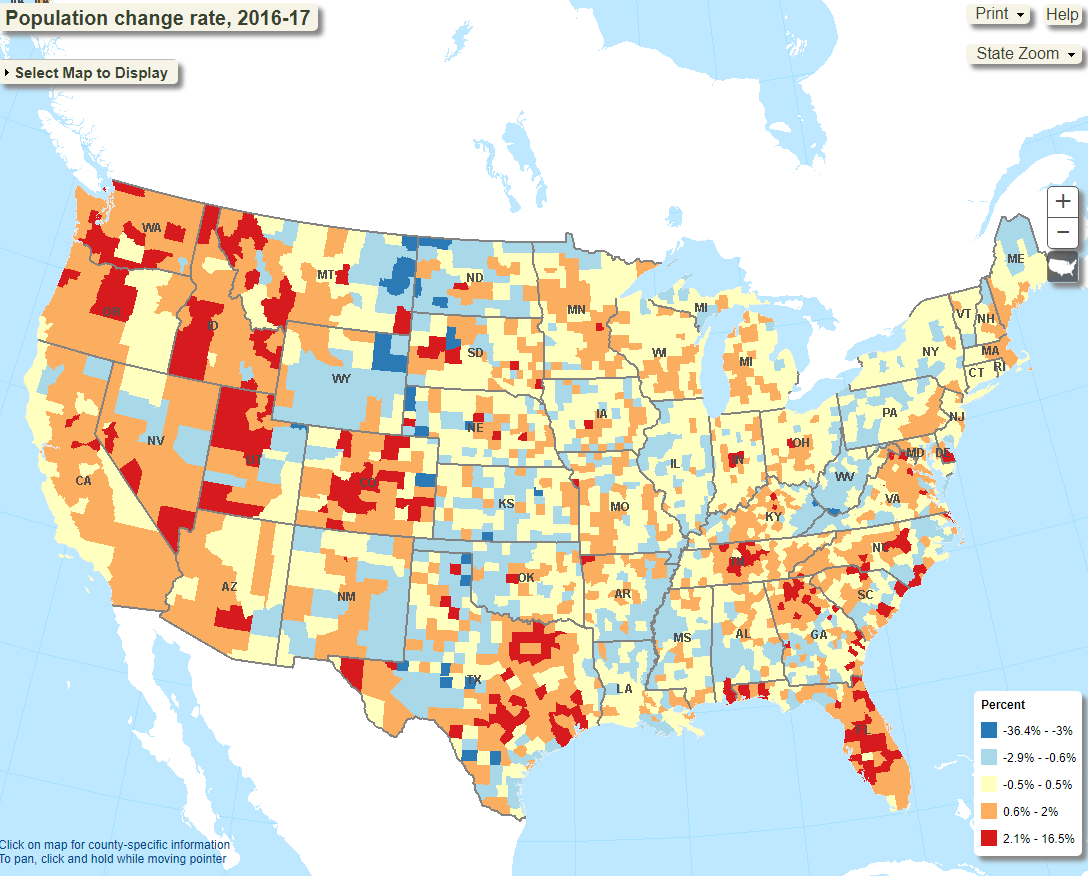 Population change rate, 2016-17
Print
Help
State Zoom
Select Map to Display
+
−
WA
MT
ND
MN
ME
MI
VT
NH
OR
ID
SD
WI
NY
MA
MI
RI
CT
WY
IA
NE
PA
NJ
OH
NV
UT
IL
IN
MD
DE
CA
CO
KS
MO
WV
VA
KY
AZ
NM
OK
TN
NC
AR
SC
MS
AL
GA
TX
LA
FL
Percent
-36.4% - -3%
-2.9% - -0.6%
-0.5% - 0.5%
0.6% - 2%
2.1% - 16.5%
Click on map for county-specific information
To pan, click and hold while moving pointer